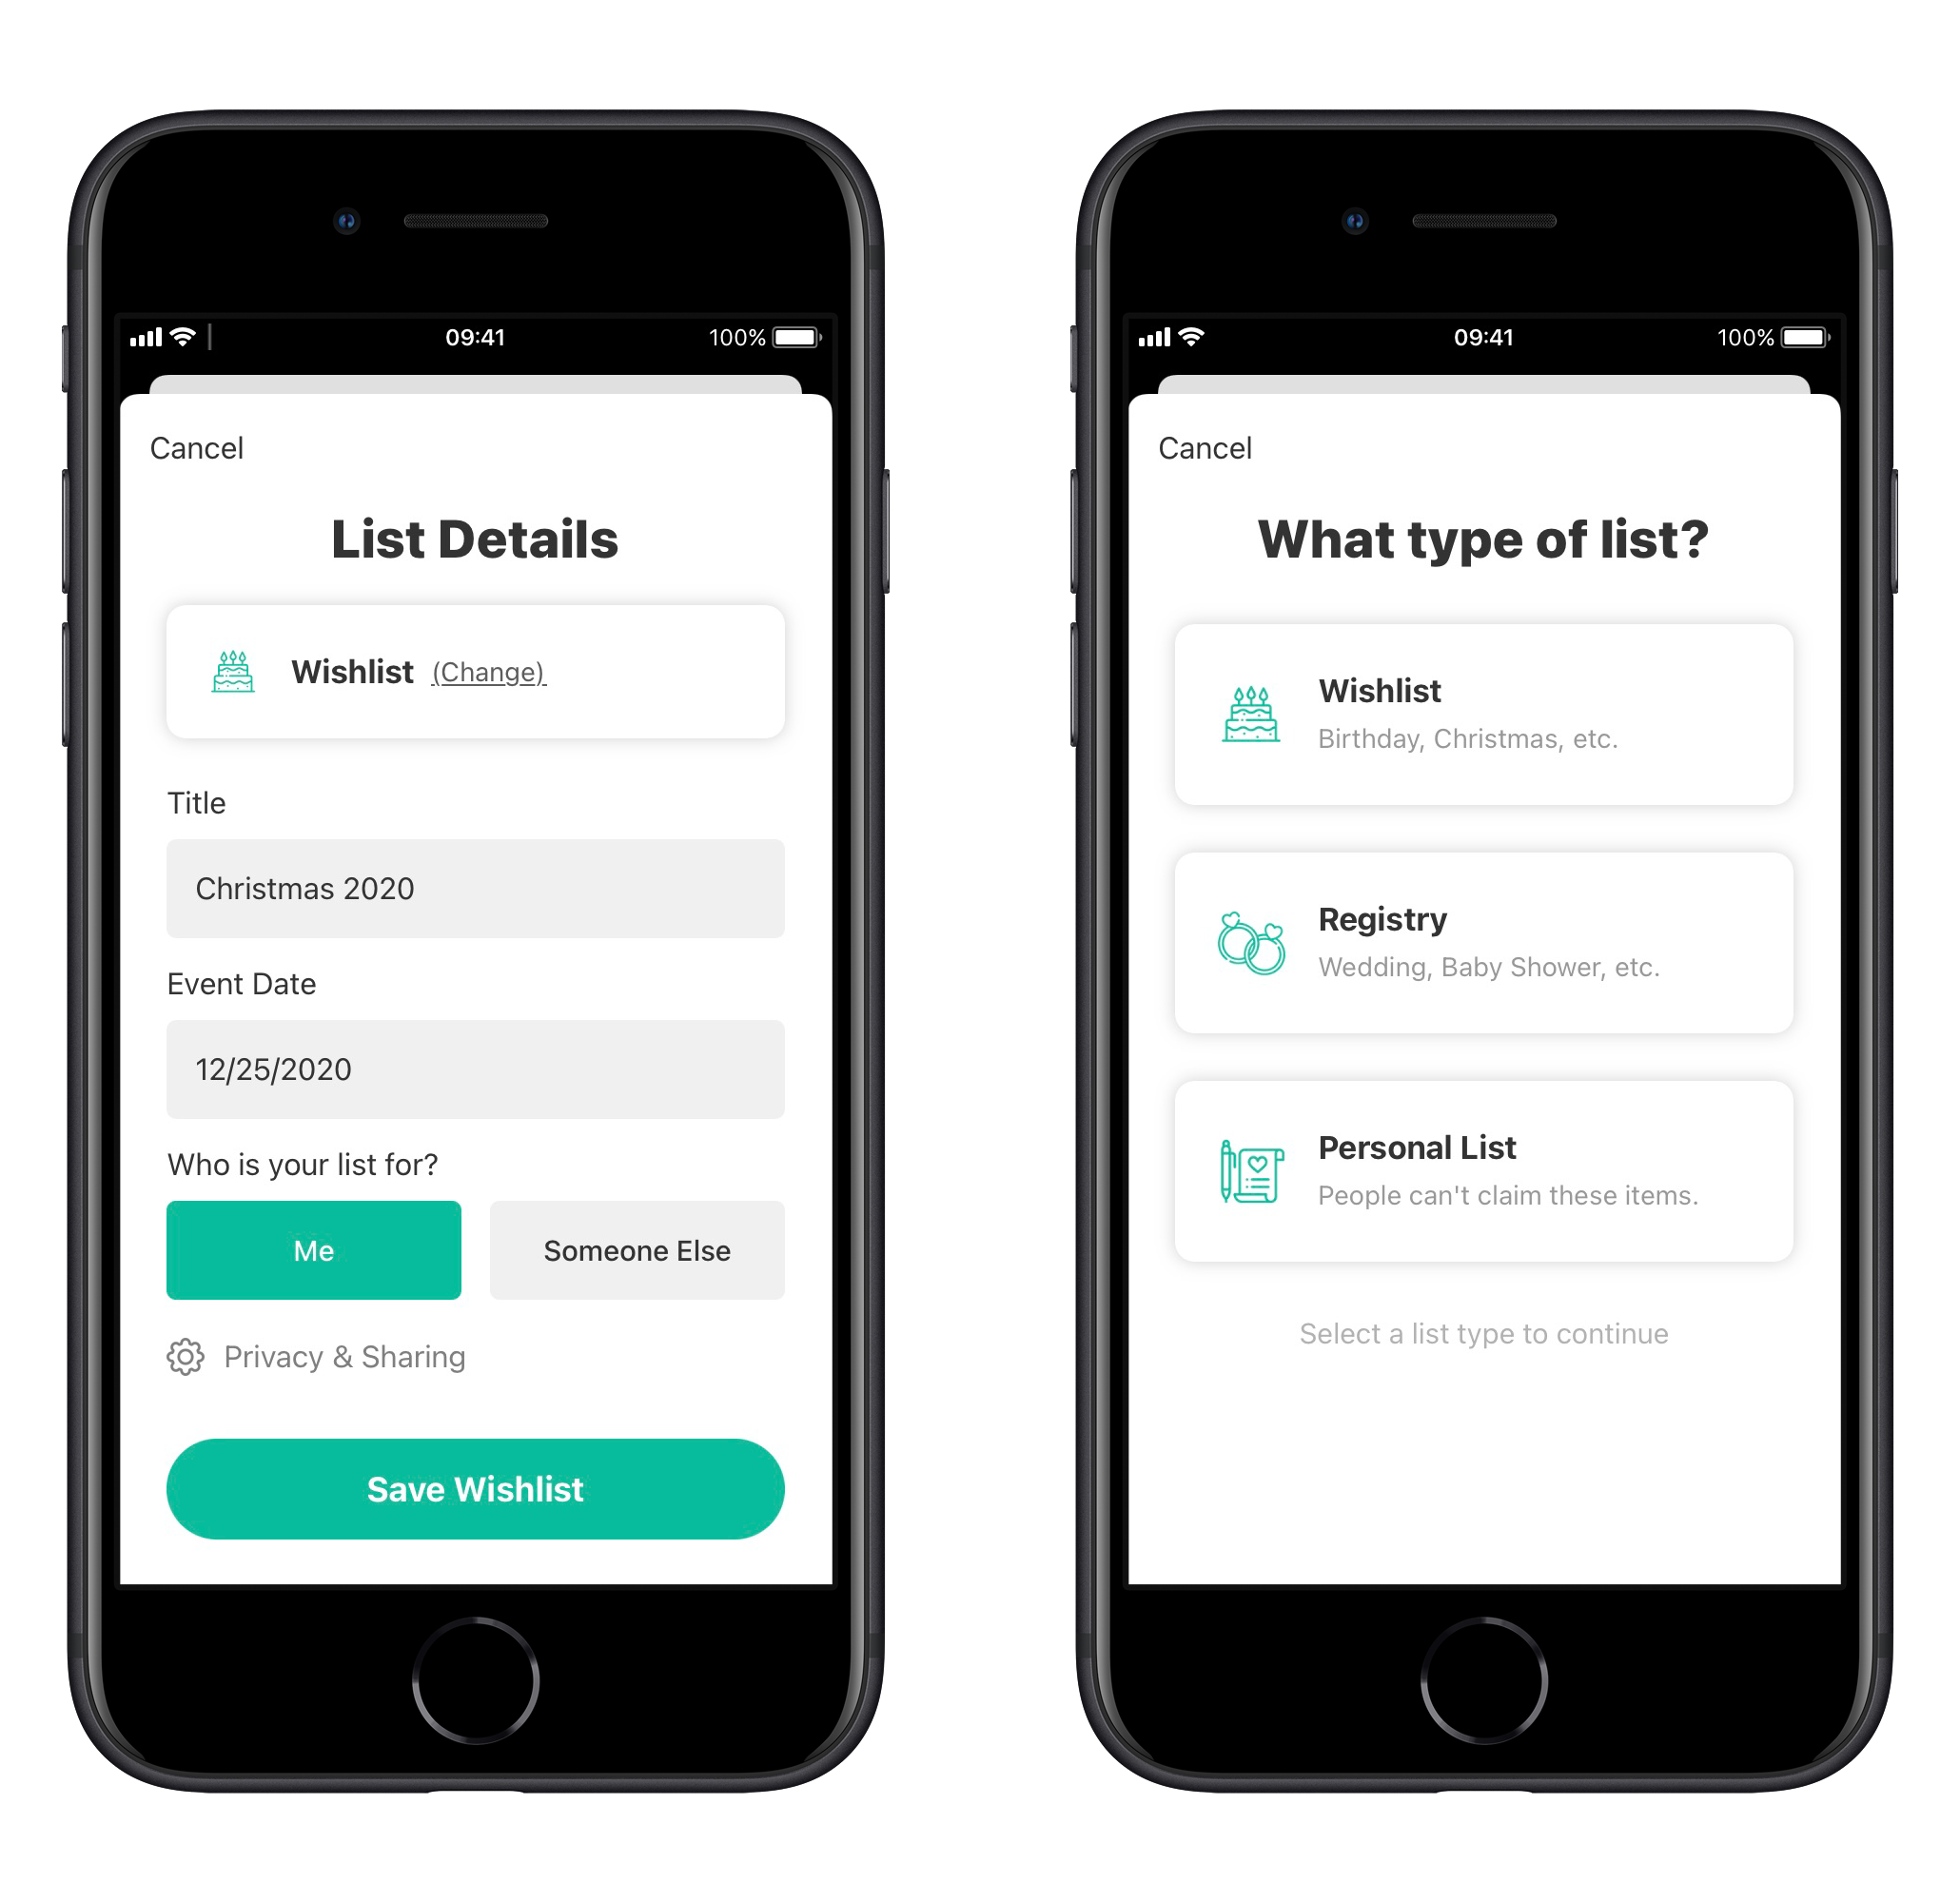 09:41
100%
Cancel
List Details
Wishlist (Change)
Title
Christmas 2020
Event Date
12/25/2020
Who is your list for?
Me
Someone Else
Privacy & Sharing
Save Wishlist
09:41
100%
Cancel
What type of list?
Wishlist
Birthday, Christmas, etc.
Registry
Wedding, Baby Shower, etc.
Personal List
People can't claim these items.
Select a list type to continue